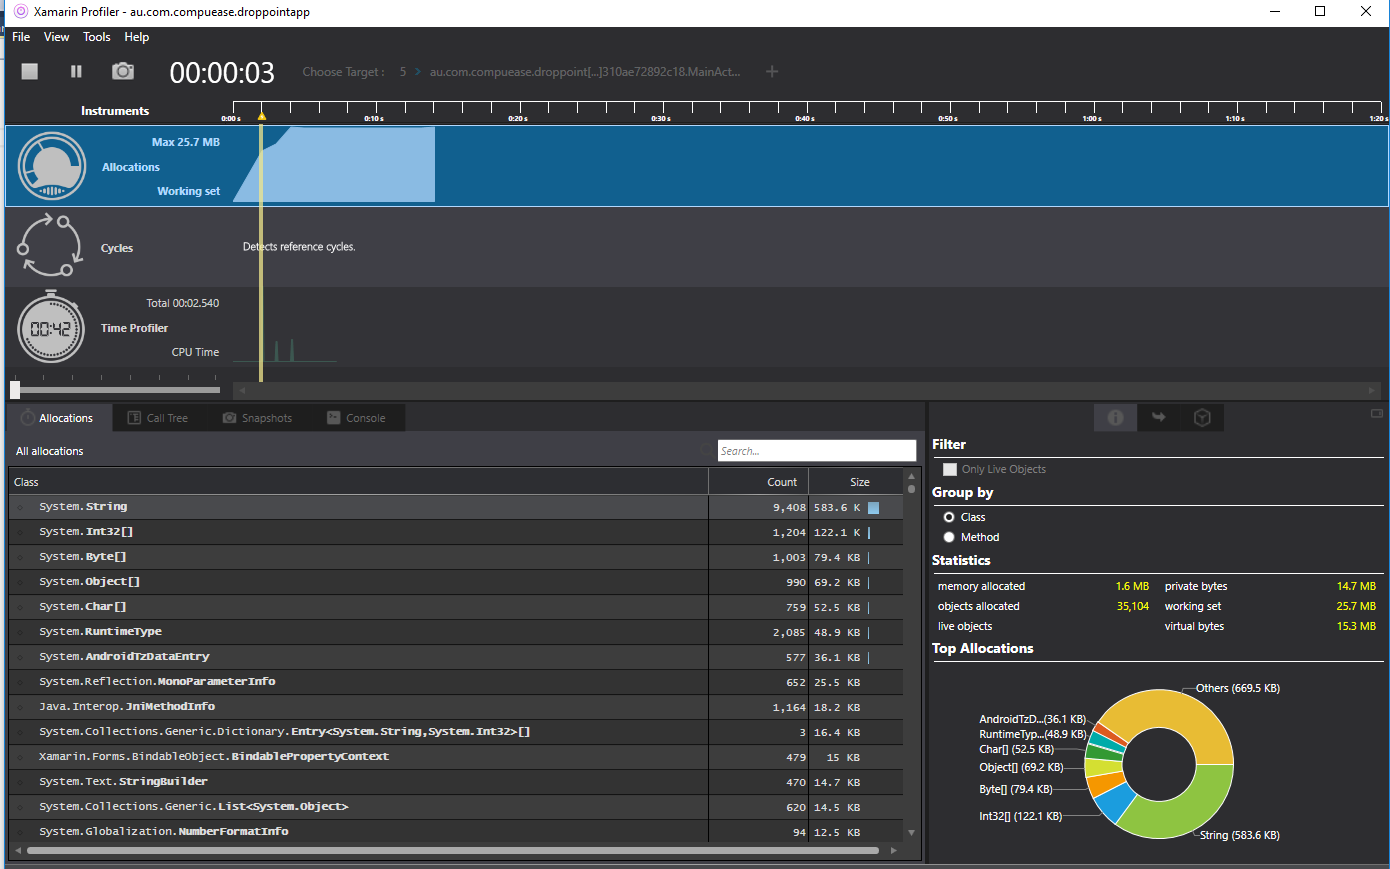 Xamarin Profiler - au.com.compuease.droppointapp
File View Tools Help
00:00:03
Choose Target : 5 > au.com.compuease.droppoint[...]310ae72892c18.MainAct... +
Instruments
0:00 s 0:10 s 0:20 s 0:30 s 0:40 s 0:50 s 1:00 s 1:10 s 1:20 s
Max 25.7 MB
Allocations
Working set
Cycles
Detects reference cycles.
Total 00:02.540
00:42
Time Profiler
CPU Time
Allocations Call Tree Snapshots Console
All allocations
Search...
Class Count Size
System.String 9,408 583.6 K
System.Int32[] 1,204 122.1 K
System.Byte[] 1,003 79.4 KB
System.Object[] 990 69.2 KB
System.Char[] 759 52.5 KB
System.RuntimeType 2,085 48.9 KB
System.AndroidTzDataEntry 577 36.1 KB
System.Reflection.MonoParameterInfo 652 25.5 KB
Java.Interop.JniMethodInfo 1,164 18.2 KB
System.Collections.Generic.Dictionary.Entry<System.String,System.Int32>[] 3 16.4 KB
Xamarin.Forms.BindableObject.BindablePropertyContext 479 15 KB
System.Text.StringBuilder 470 14.7 KB
System.Collections.Generic.List<System.Object> 620 14.5 KB
System.Globalization.NumberFormatInfo 94 12.5 KB
Filter
Only Live Objects
Group by
Class
Method
Statistics
memory allocated 1.6 MB private bytes 14.7 MB
objects allocated 35,104 working set 25.7 MB
live objects virtual bytes 15.3 MB
Top Allocations
Others (669.5 KB)
AndroidTzD...(36.1 KB)
RuntimeTyp...(48.9 KB)
Char[] (52.5 KB)
Object[] (69.2 KB)
Byte[] (79.4 KB)
Int32[] (122.1 KB)
String (583.6 KB)